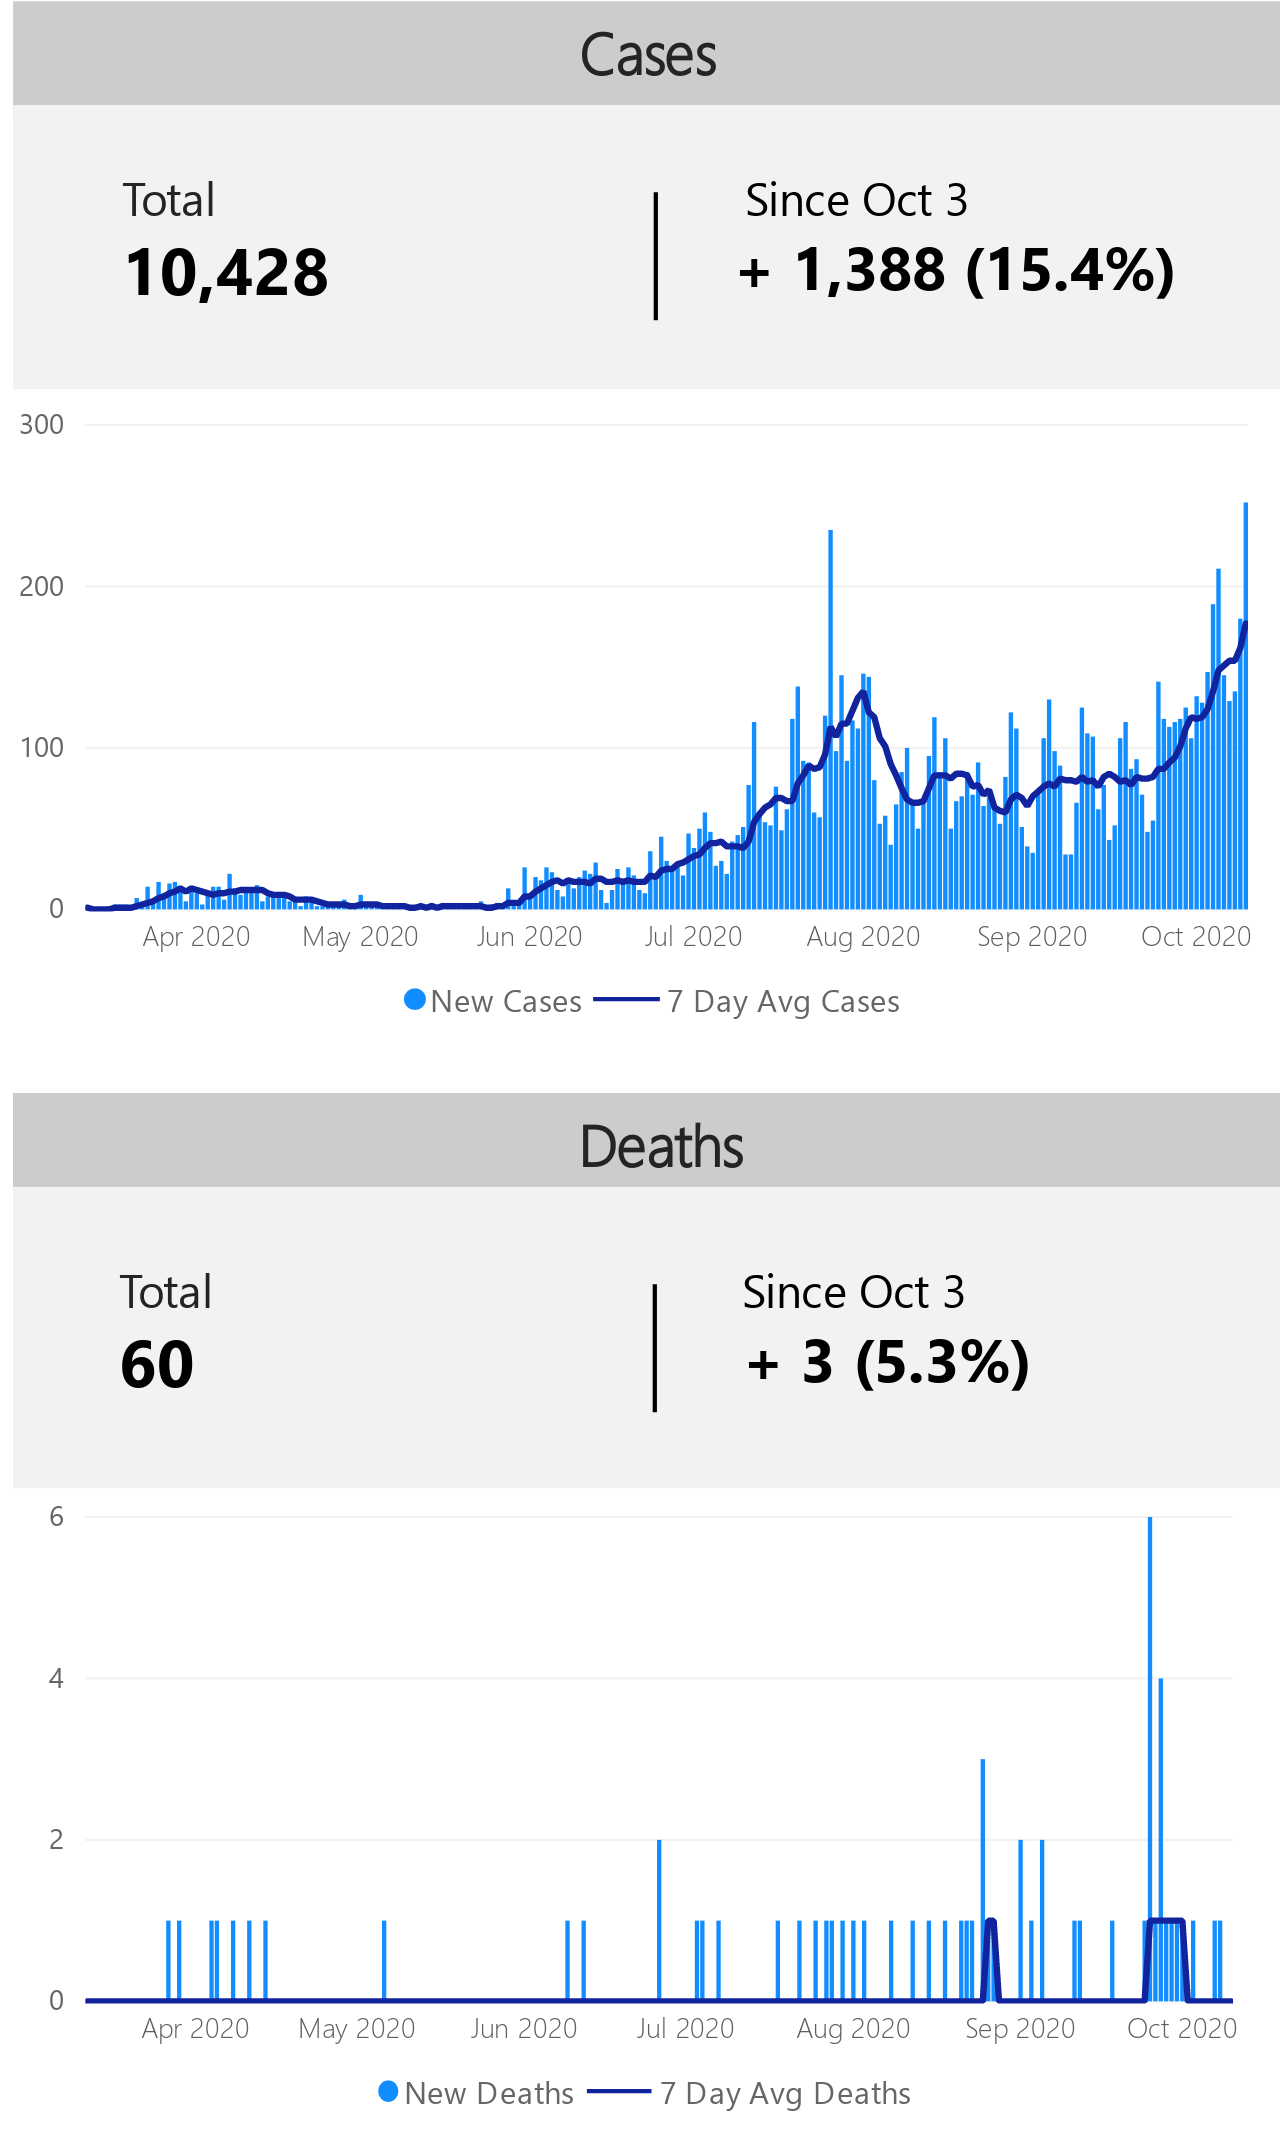 Cases
Total
Since Oct 3
10,428
+ 1,388 (15.4%)
300
200
100
0
Apr 2020 May 2020 Jun 2020 Jul 2020 Aug 2020 Sep 2020 Oct 2020
New Cases 7 Day Avg Cases
Deaths
Total
Since Oct 3
60
+ 3 (5.3%)
6
4
2
0
Apr 2020 May 2020 Jun 2020 Jul 2020 Aug 2020 Sep 2020 Oct 2020
New Deaths 7 Day Avg Deaths